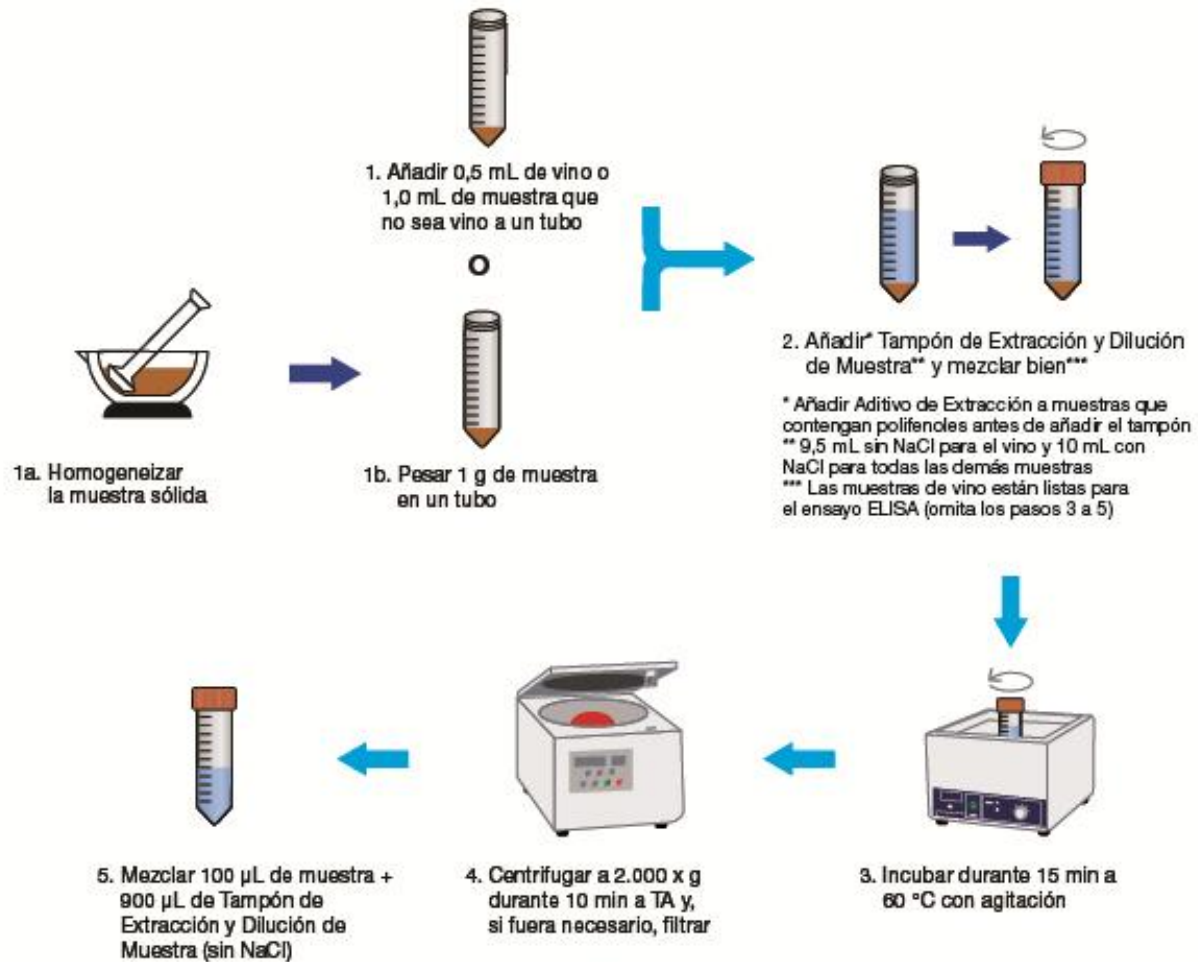 1. Añadir 0,5 mL de vino o
1,0 mL de muestra que
no sea vino a un tubo
O
1a. Homogeneizar
la muestra sólida
1b. Pesar 1 g de muestra
en un tubo
2. Añadir* Tampón de Extracción y Dilución
de Muestra** y mezclar bien***
* Añadir Aditivo de Extracción a muestras que
contengan polifenoles antes de añadir el tampón
** 9,5 mL sin NaCl para el vino y 10 mL con
NaCl para todas las demás muestras
*** Las muestras de vino están listas para
el ensayo ELISA (omita los pasos 3 a 5)
3. Incubar durante 15 min a
60 °C con agitación
4. Centrifugar a 2.000 x g
durante 10 min a TA y,
si fuera necesario, filtrar
5. Mezclar 100 µL de muestra +
900 µL de Tampón de
Extracción y Dilución de
Muestra (sin NaCl)